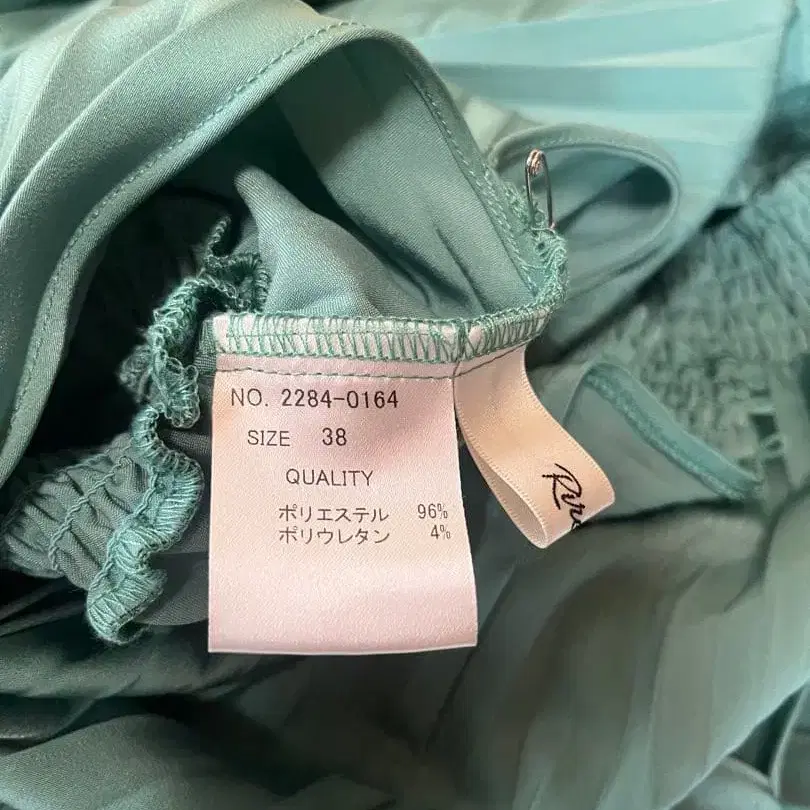 NO. 2284-0164
SIZE 38
QUALITY
ポリエステル 96%
ポリウレタン 4%